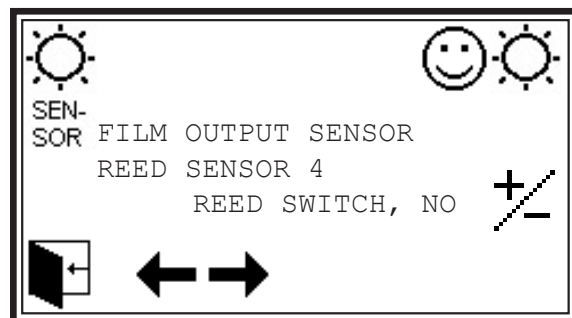 SEN-
SOR
FILM OUTPUT SENSOR
REED SENSOR 4
REED SWITCH, NO
+/-